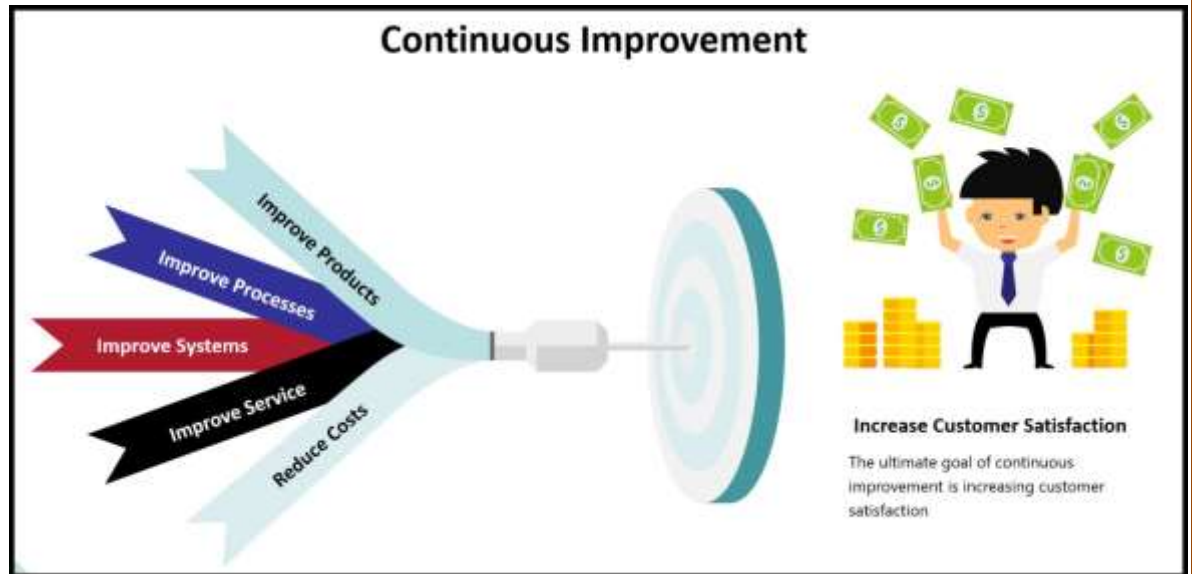 Continuous Improvement
Improve Products
Improve Processes
Improve Systems
Improve Service
Reduce Costs
Increase Customer Satisfaction
The ultimate goal of continuous
improvement is increasing customer
satisfaction